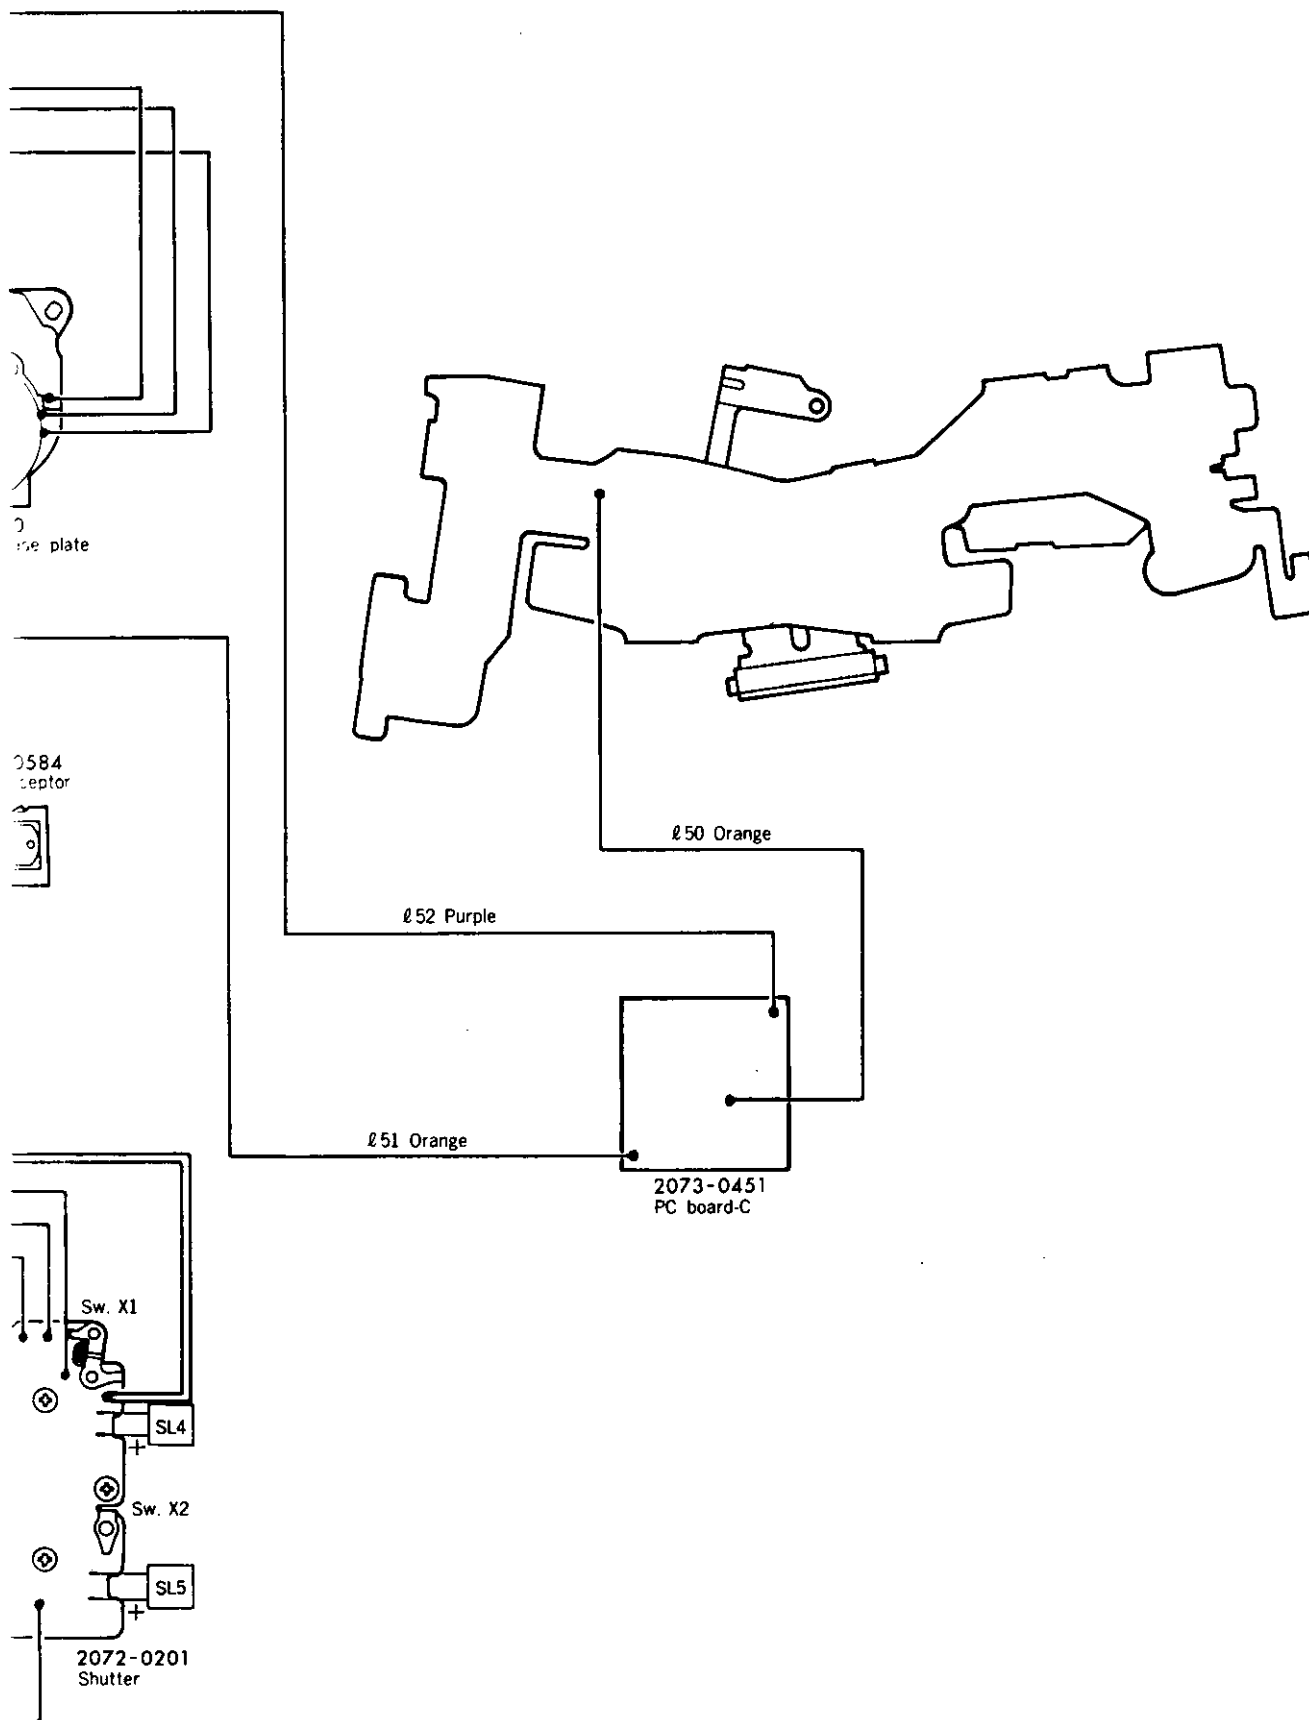 plate
0584
ℓ50 Orange
ℓ52 Purple
ℓ51 Orange
2073-0451
PC board-C
Sw. X1
SL4
+
Sw. X2
SL5
+
2072-0201
Shutter